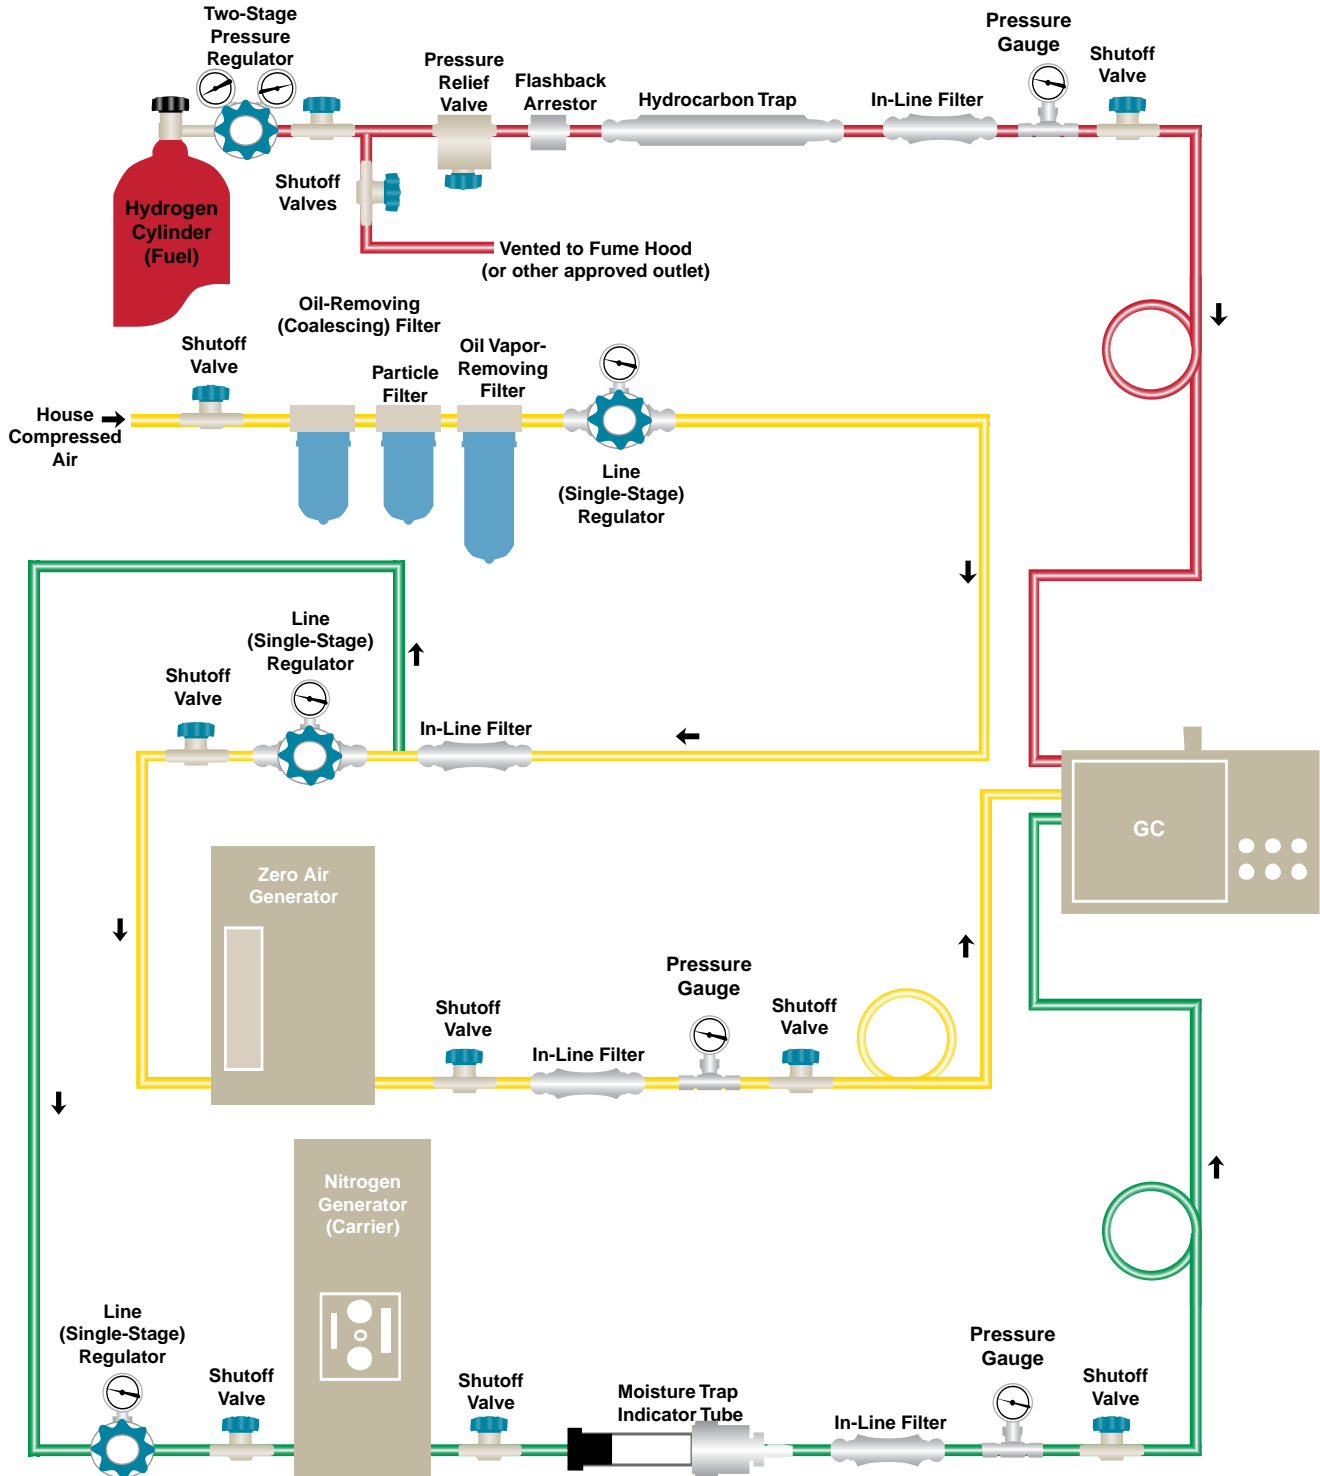 Two-Stage
Pressure
Regulator
Pressure
Relief
Valve
Flashback
Arrestor
Hydrocarbon Trap
In-Line Filter
Pressure
Gauge
Shutoff
Valve
Shutoff
Valves
Hydrogen
Cylinder
(Fuel)
Vented to Fume Hood
(or other approved outlet)
Oil-Removing
(Coalescing) Filter
Shutoff
Valve
Particle
Filter
Oil Vapor-
Removing
Filter
House
Compressed
Air
Line
(Single-Stage)
Regulator
Line
(Single-Stage)
Regulator
Shutoff
Valve
In-Line Filter
GC
Zero Air
Generator
Shutoff
Valve
In-Line Filter
Pressure
Gauge
Shutoff
Valve
Nitrogen
Generator
(Carrier)
Line
(Single-Stage)
Regulator
Shutoff
Valve
Shutoff
Valve
Moisture Trap
Indicator Tube
In-Line Filter
Pressure
Gauge
Shutoff
Valve